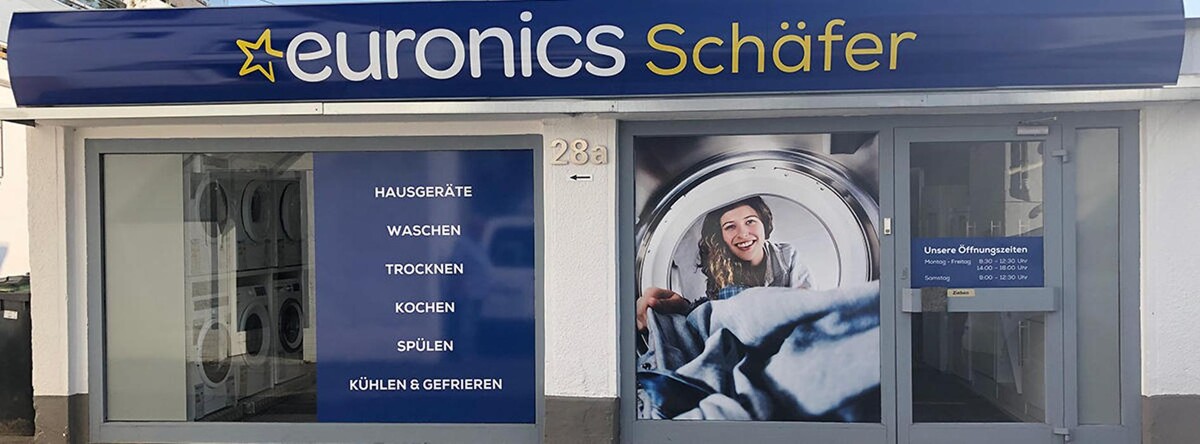 euronics Schäfer
28a
HAUSGERÄTE
WASCHEN
TROCKNEN
KOCHEN
SPÜLEN
KÜHLEN & GEFRIEREN
Unsere Öffnungszeiten
Montag - Freitag 8:30 - 12:30 Uhr
14:00 - 18:00 Uhr
Samstag 9:00 - 12:30 Uhr
Ziehen